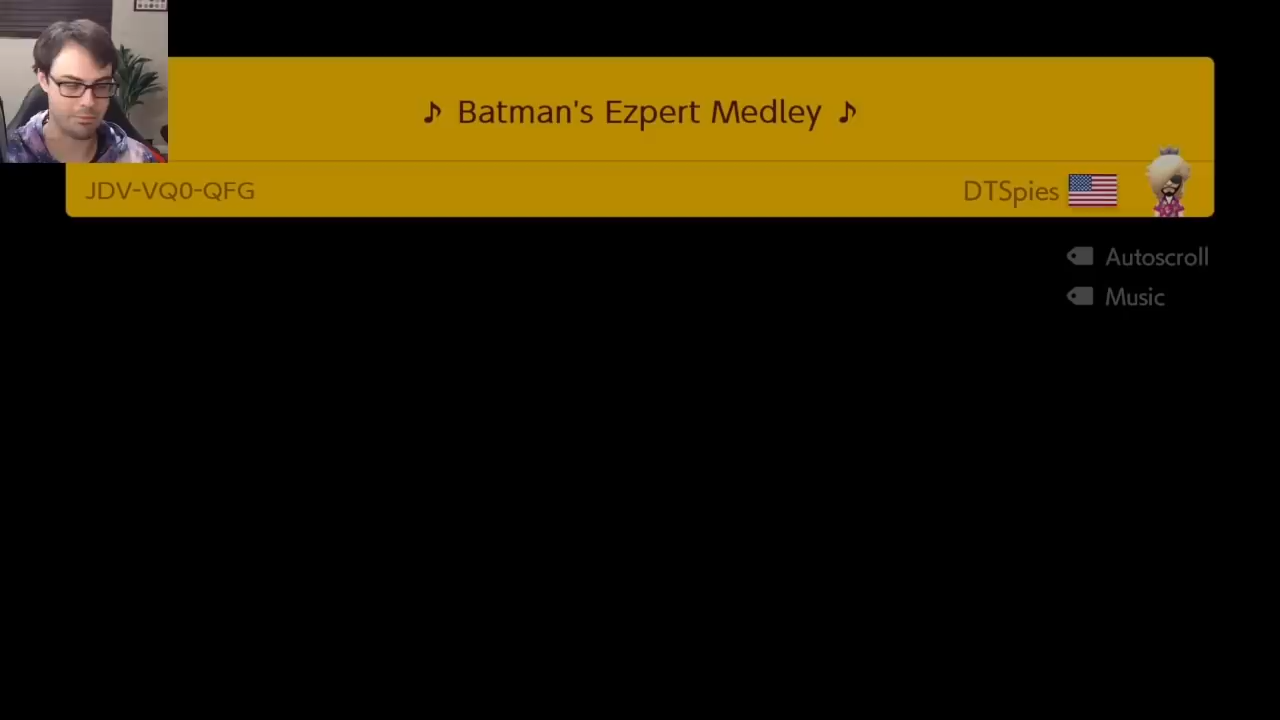 ♪ Batman's Ezpert Medley ♪
JDV-VQ0-QFG
DTSpies
Autoscroll
Music